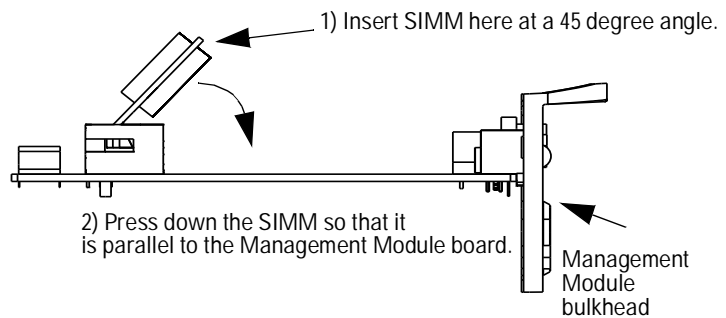 1) Insert SIMM here at a 45 degree angle.
2) Press down the SIMM so that it
is parallel to the Management Module board.
Management
Module
bulkhead